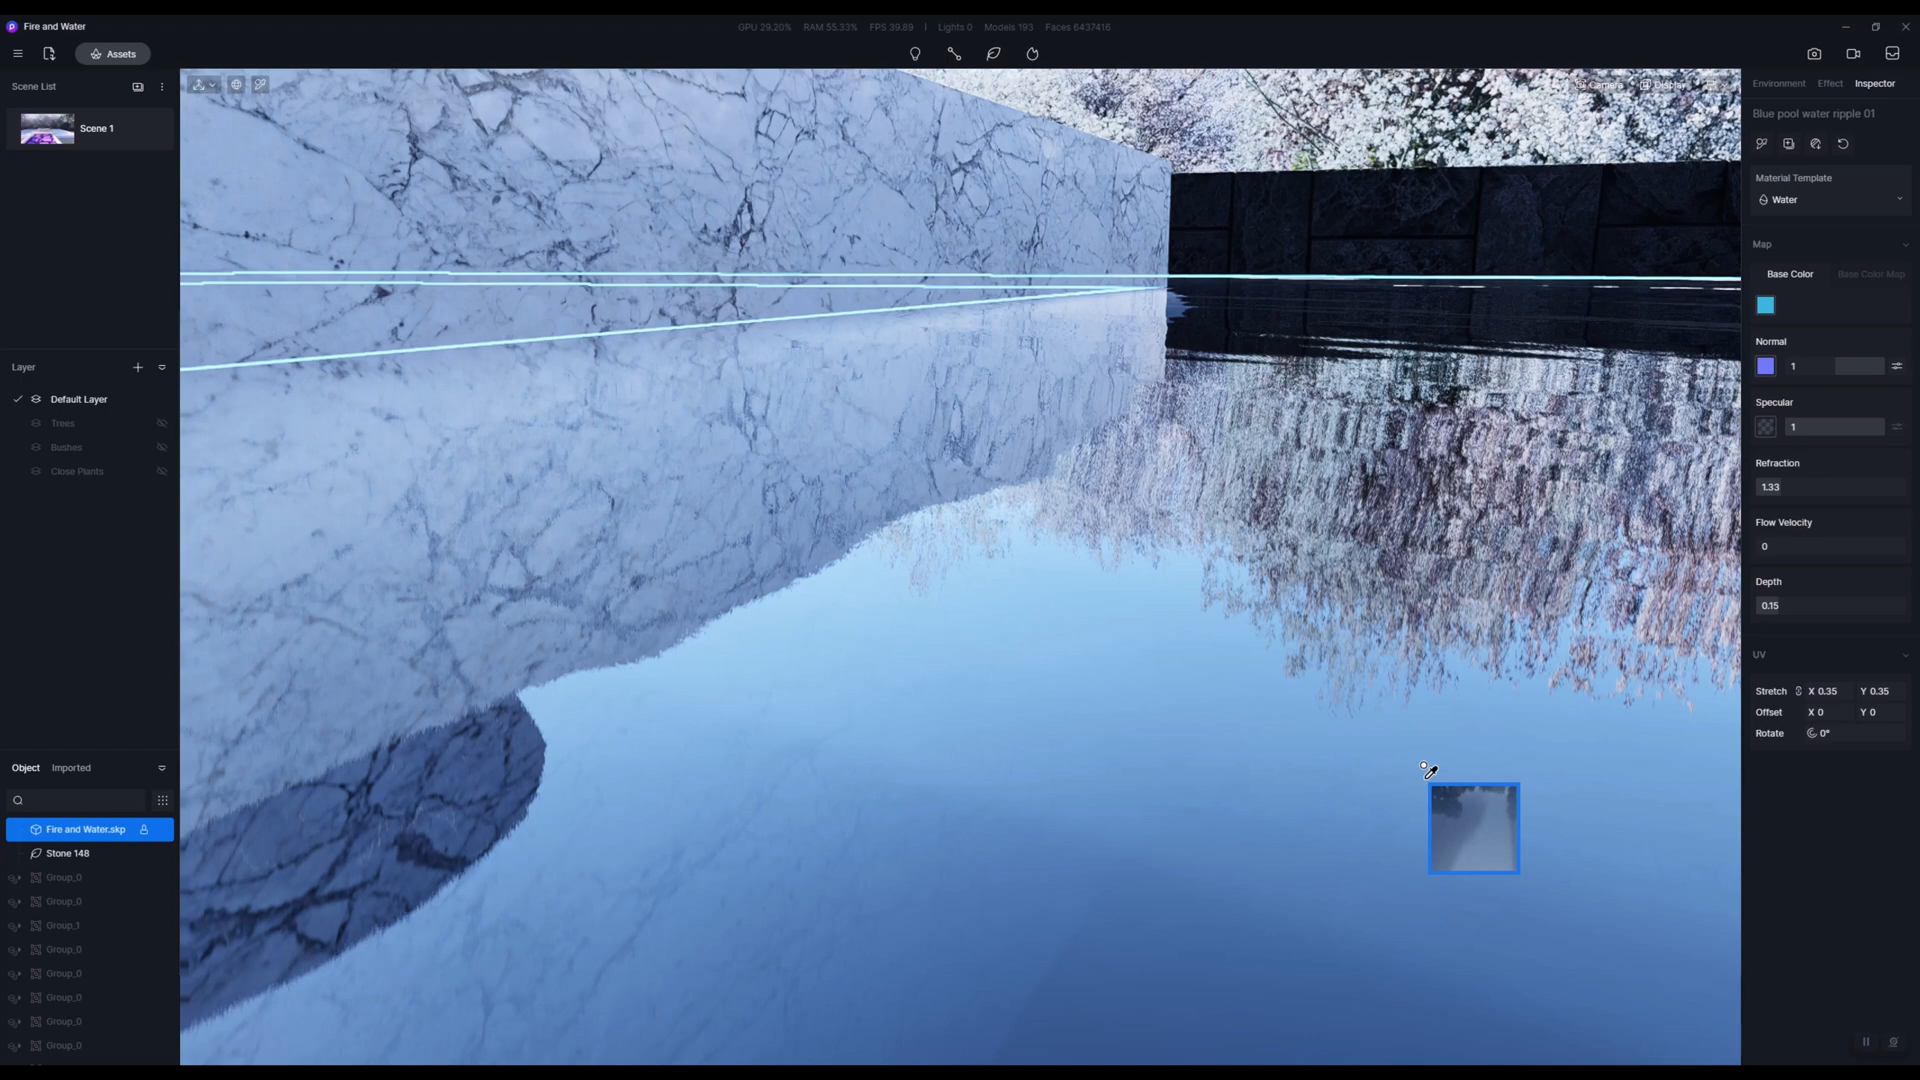 Fire and Water
GPU 29.20% RAM 55.33% FPS 39.89 | Lights 0 Models 193 Faces 6437416
Assets
Scene List
Scene 1
Layer
Default Layer
Trees
Bushes
Close Plants
Object Imported
Fire and Water.skp
Stone 148
Group_0
Group_0
Group_1
Group_0
Group_0
Group_0
Group_0
Group_0
Camera Display
Environment Effect Inspector
Blue pool water ripple 01
Material Template
Water
Map
Base Color Base Color Map
Normal
1
Specular
1
Refraction
1.33
Flow Velocity
0
Depth
0.15
UV
Stretch X 0.35 Y 0.35
Offset X 0 Y 0
Rotate 0°